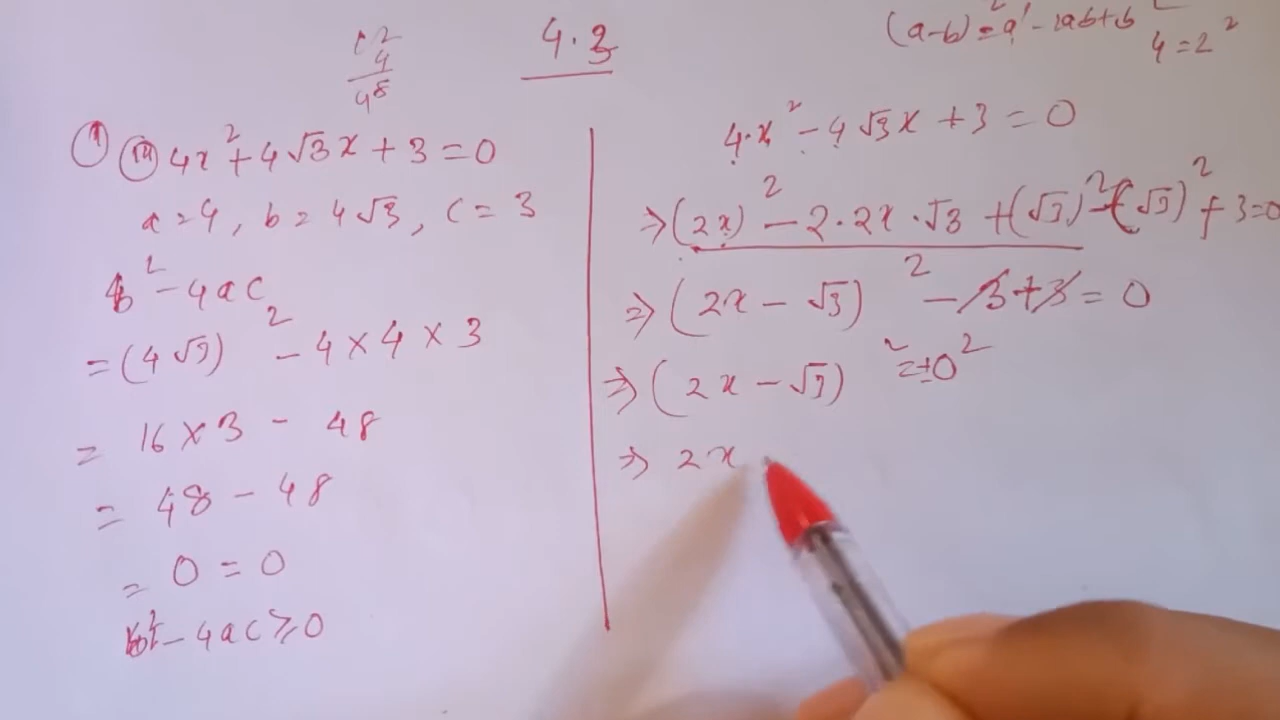 4.3
12
4
48
(a-b)² = a² - 2ab + b²
4 = 2²
① 4x² + 4√3x + 3 = 0
a = 4, b = 4√3, c = 3
b² - 4ac
= (4√3)² - 4 × 4 × 3
= 16 × 3 - 48
= 48 - 48
= 0 = 0
b² - 4ac ≥ 0
4·x² - 4√3x + 3 = 0
⇒ (2x)² - 2·2x·√3 + (√3)² - (√3)² + 3 = 0
⇒ (2x - √3)² - 3 + 3 = 0
⇒ (2x - √3)² = ±0²
⇒ 2x